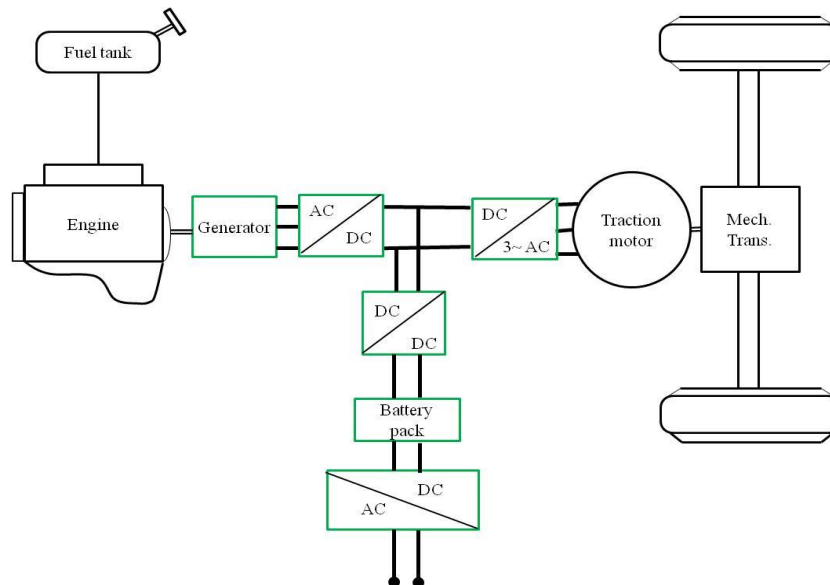 Fuel tank
Engine
Generator
AC
DC
DC
3~ AC
Traction
motor
Mech.
Trans.
DC
DC
Battery
pack
DC
AC